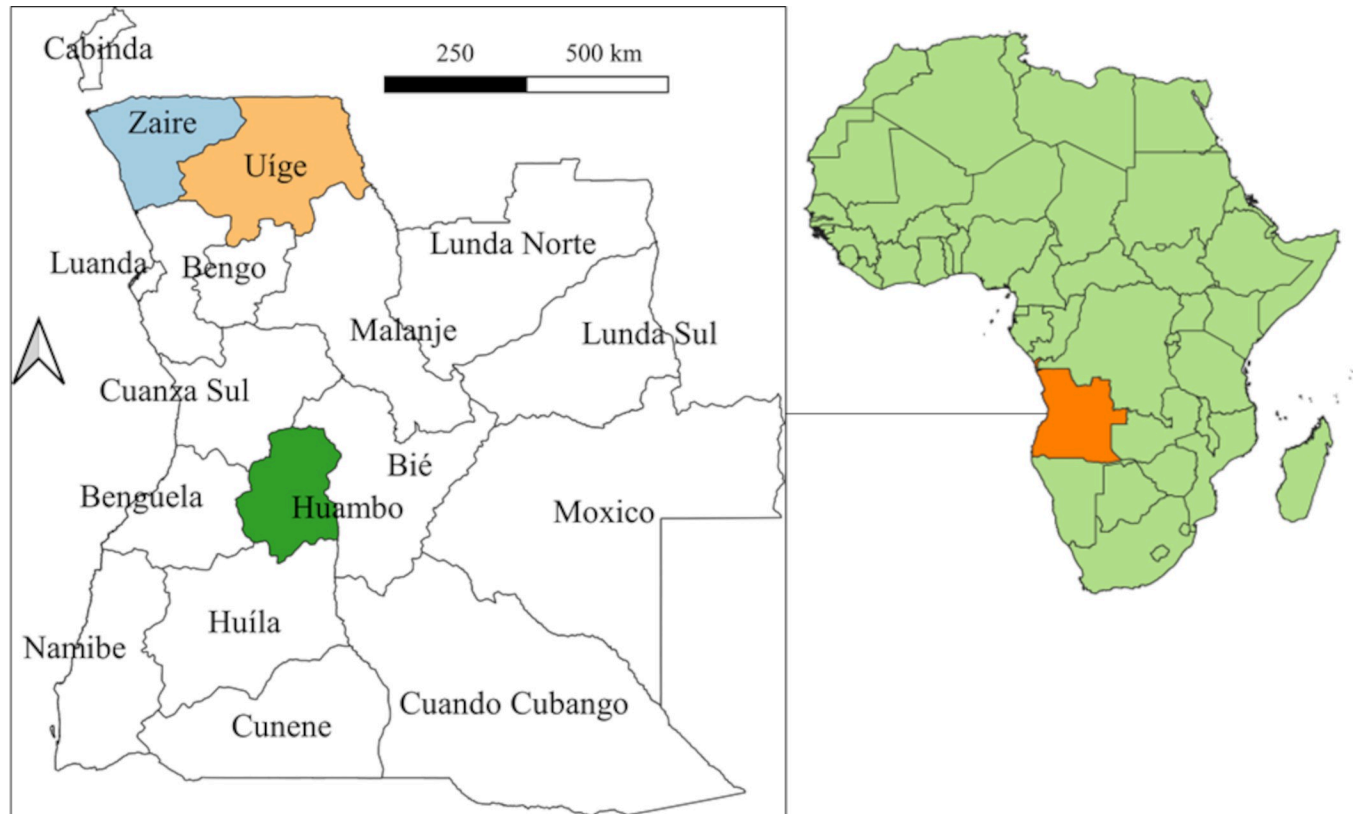 Cabinda
250 500 km
Zaire
Uíge
Lunda Norte
Luanda
Bengo
Malanje
Lunda Sul
Cuanza Sul
Bié
Benguela
Huambo
Moxico
Huíla
Namibe
Cuando Cubango
Cunene